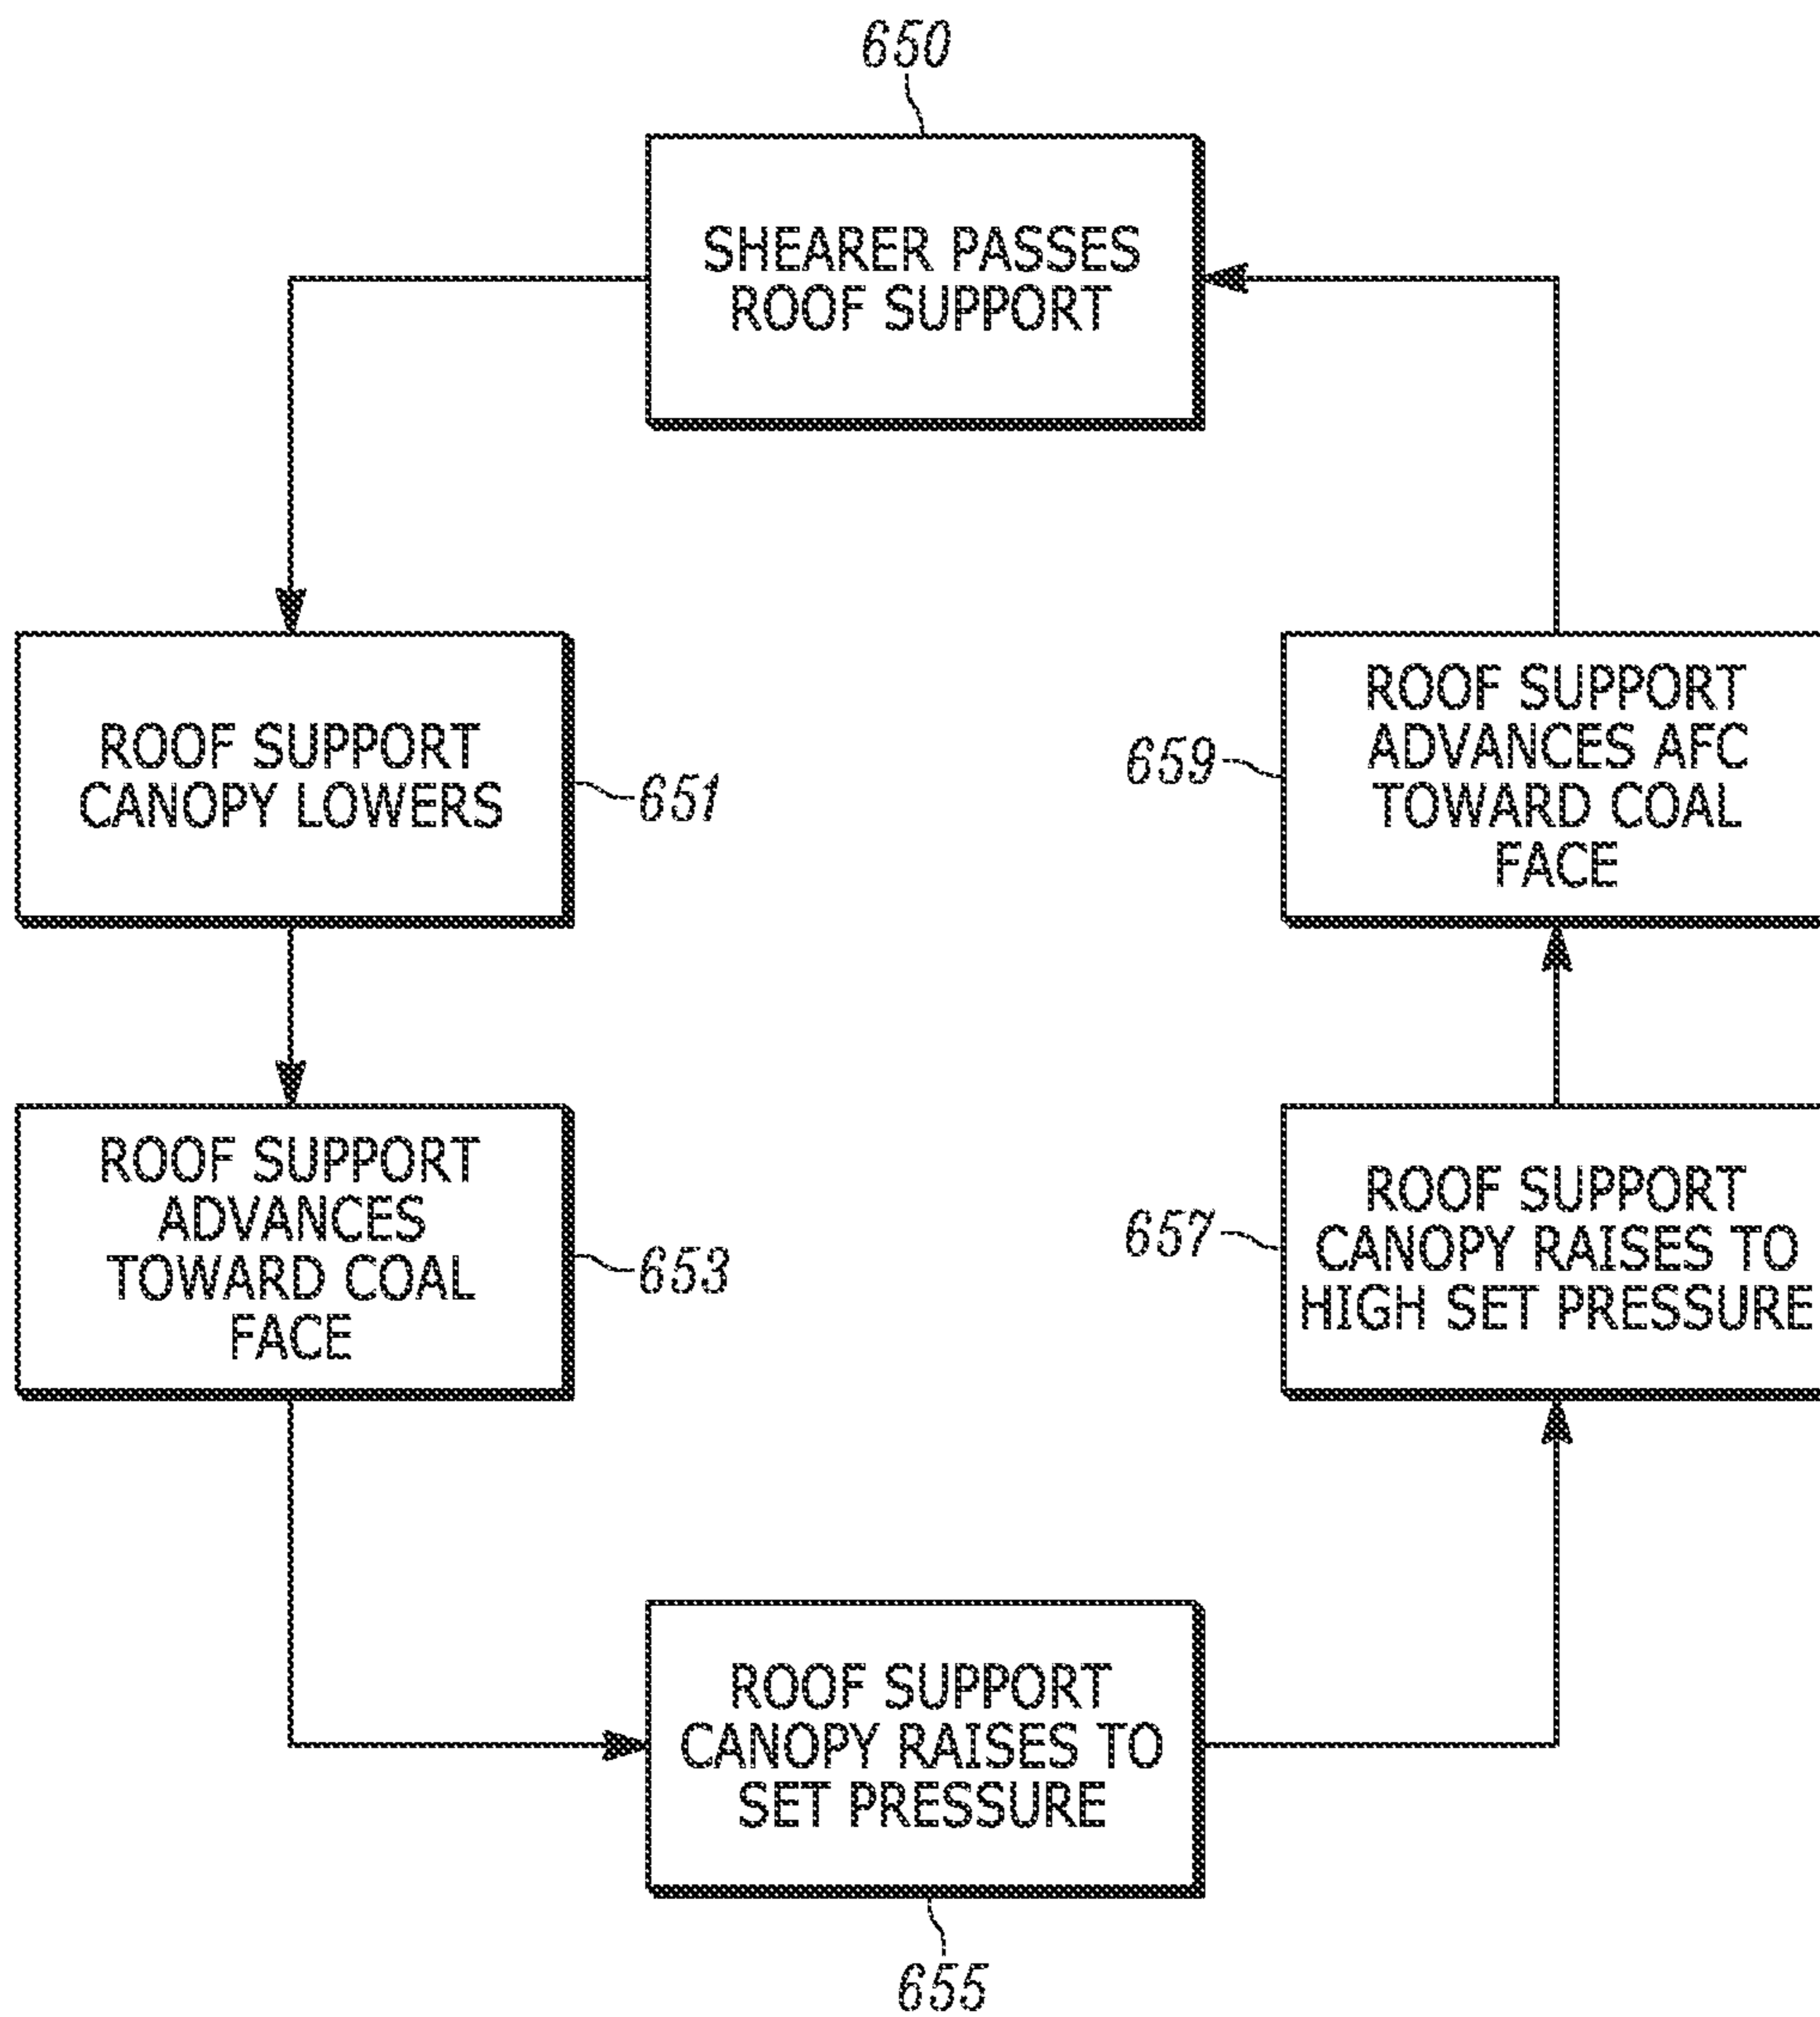 650
SHEARER PASSES
ROOF SUPPORT
ROOF SUPPORT
CANOPY LOWERS
651
ROOF SUPPORT
ADVANCES
TOWARD COAL
FACE
653
ROOF SUPPORT
CANOPY RAISES TO
SET PRESSURE
655
657
ROOF SUPPORT
CANOPY RAISES TO
HIGH SET PRESSURE
659
ROOF SUPPORT
ADVANCES AFC
TOWARD COAL
FACE